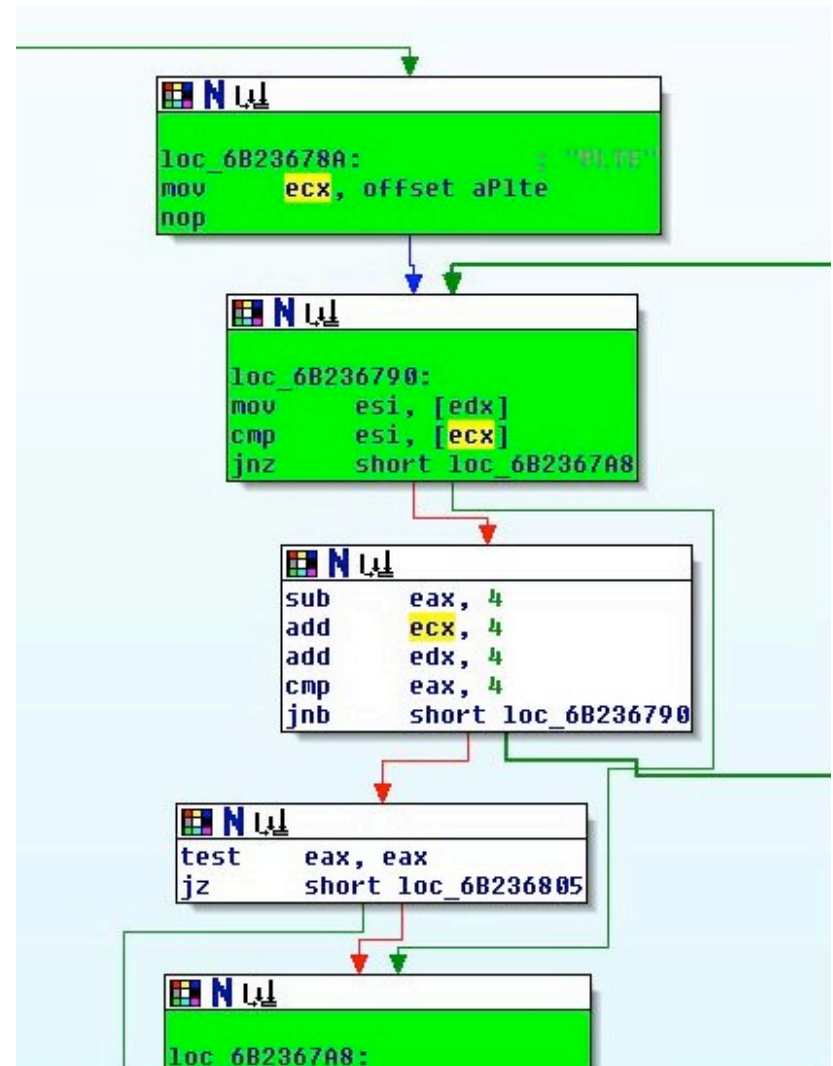 loc_6B23678A: ; "PLTE"
mov ecx, offset aPlte
nop
loc_6B236790:
mov esi, [edx]
cmp esi, [ecx]
jnz short loc_6B2367A8
sub eax, 4
add ecx, 4
add edx, 4
cmp eax, 4
jnb short loc_6B236790
test eax, eax
jz short loc_6B236805
loc_6B2367A8: